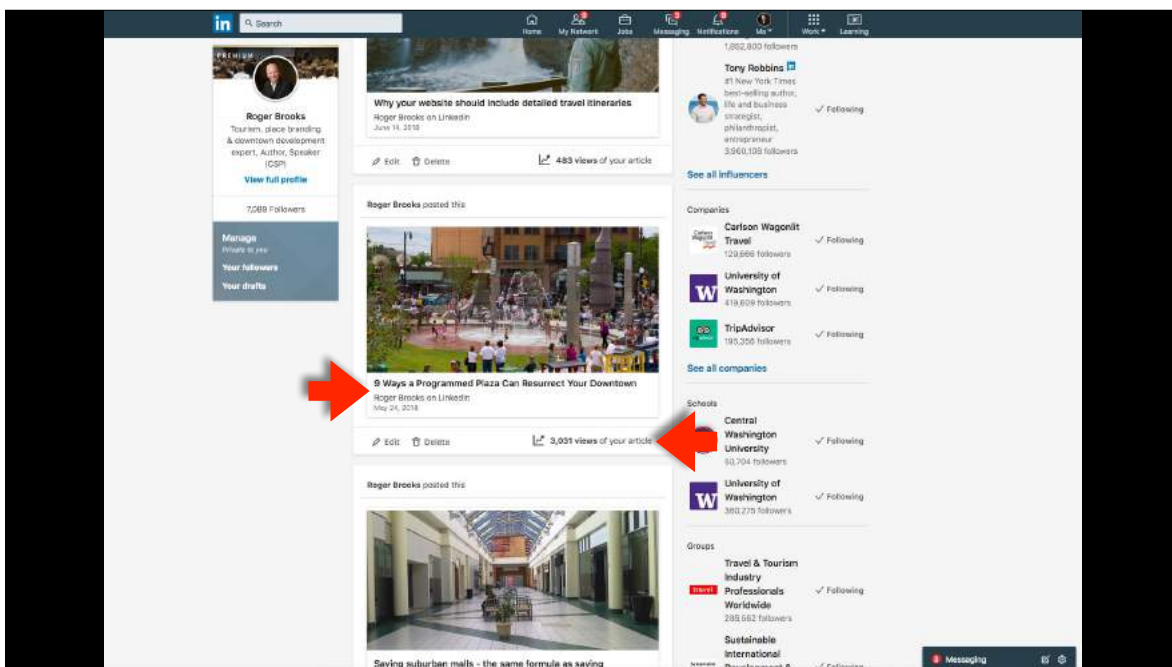 in
Search
Home
My Network
Jobs
Messaging
Notifications
Me
Work
Learning
PREMIUM
Roger Brooks
Tourism, place branding
& downtown development
expert, Author, Speaker
(CSP)
View full profile
7,089 Followers
Manage
Private to you
Your followers
Your drafts
Why your website should include detailed travel itineraries
Roger Brooks on LinkedIn
June 14, 2018
Edit Delete 483 views of your article
Roger Brooks posted this
9 Ways a Programmed Plaza Can Resurrect Your Downtown
Roger Brooks on LinkedIn
May 24, 2018
Edit Delete 3,031 views of your article
Roger Brooks posted this
Saving suburban malls - the same formula as saving
followers
Tony Robbins
#1 New York Times
best-selling author,
life and business
strategist,
philanthropist,
entrepreneur
3,960,108 followers
Following
See all influencers
Companies
Carlson Wagonlit
Travel
129,666 followers
Following
University of
Washington
419,609 followers
Following
TripAdvisor
195,356 followers
Following
See all companies
Schools
Central
Washington
University
50,704 followers
Following
University of
Washington
360,275 followers
Following
Groups
Travel & Tourism
Industry
Professionals
Worldwide
288,662 followers
Following
Sustainable
International
Development &
Following
Messaging